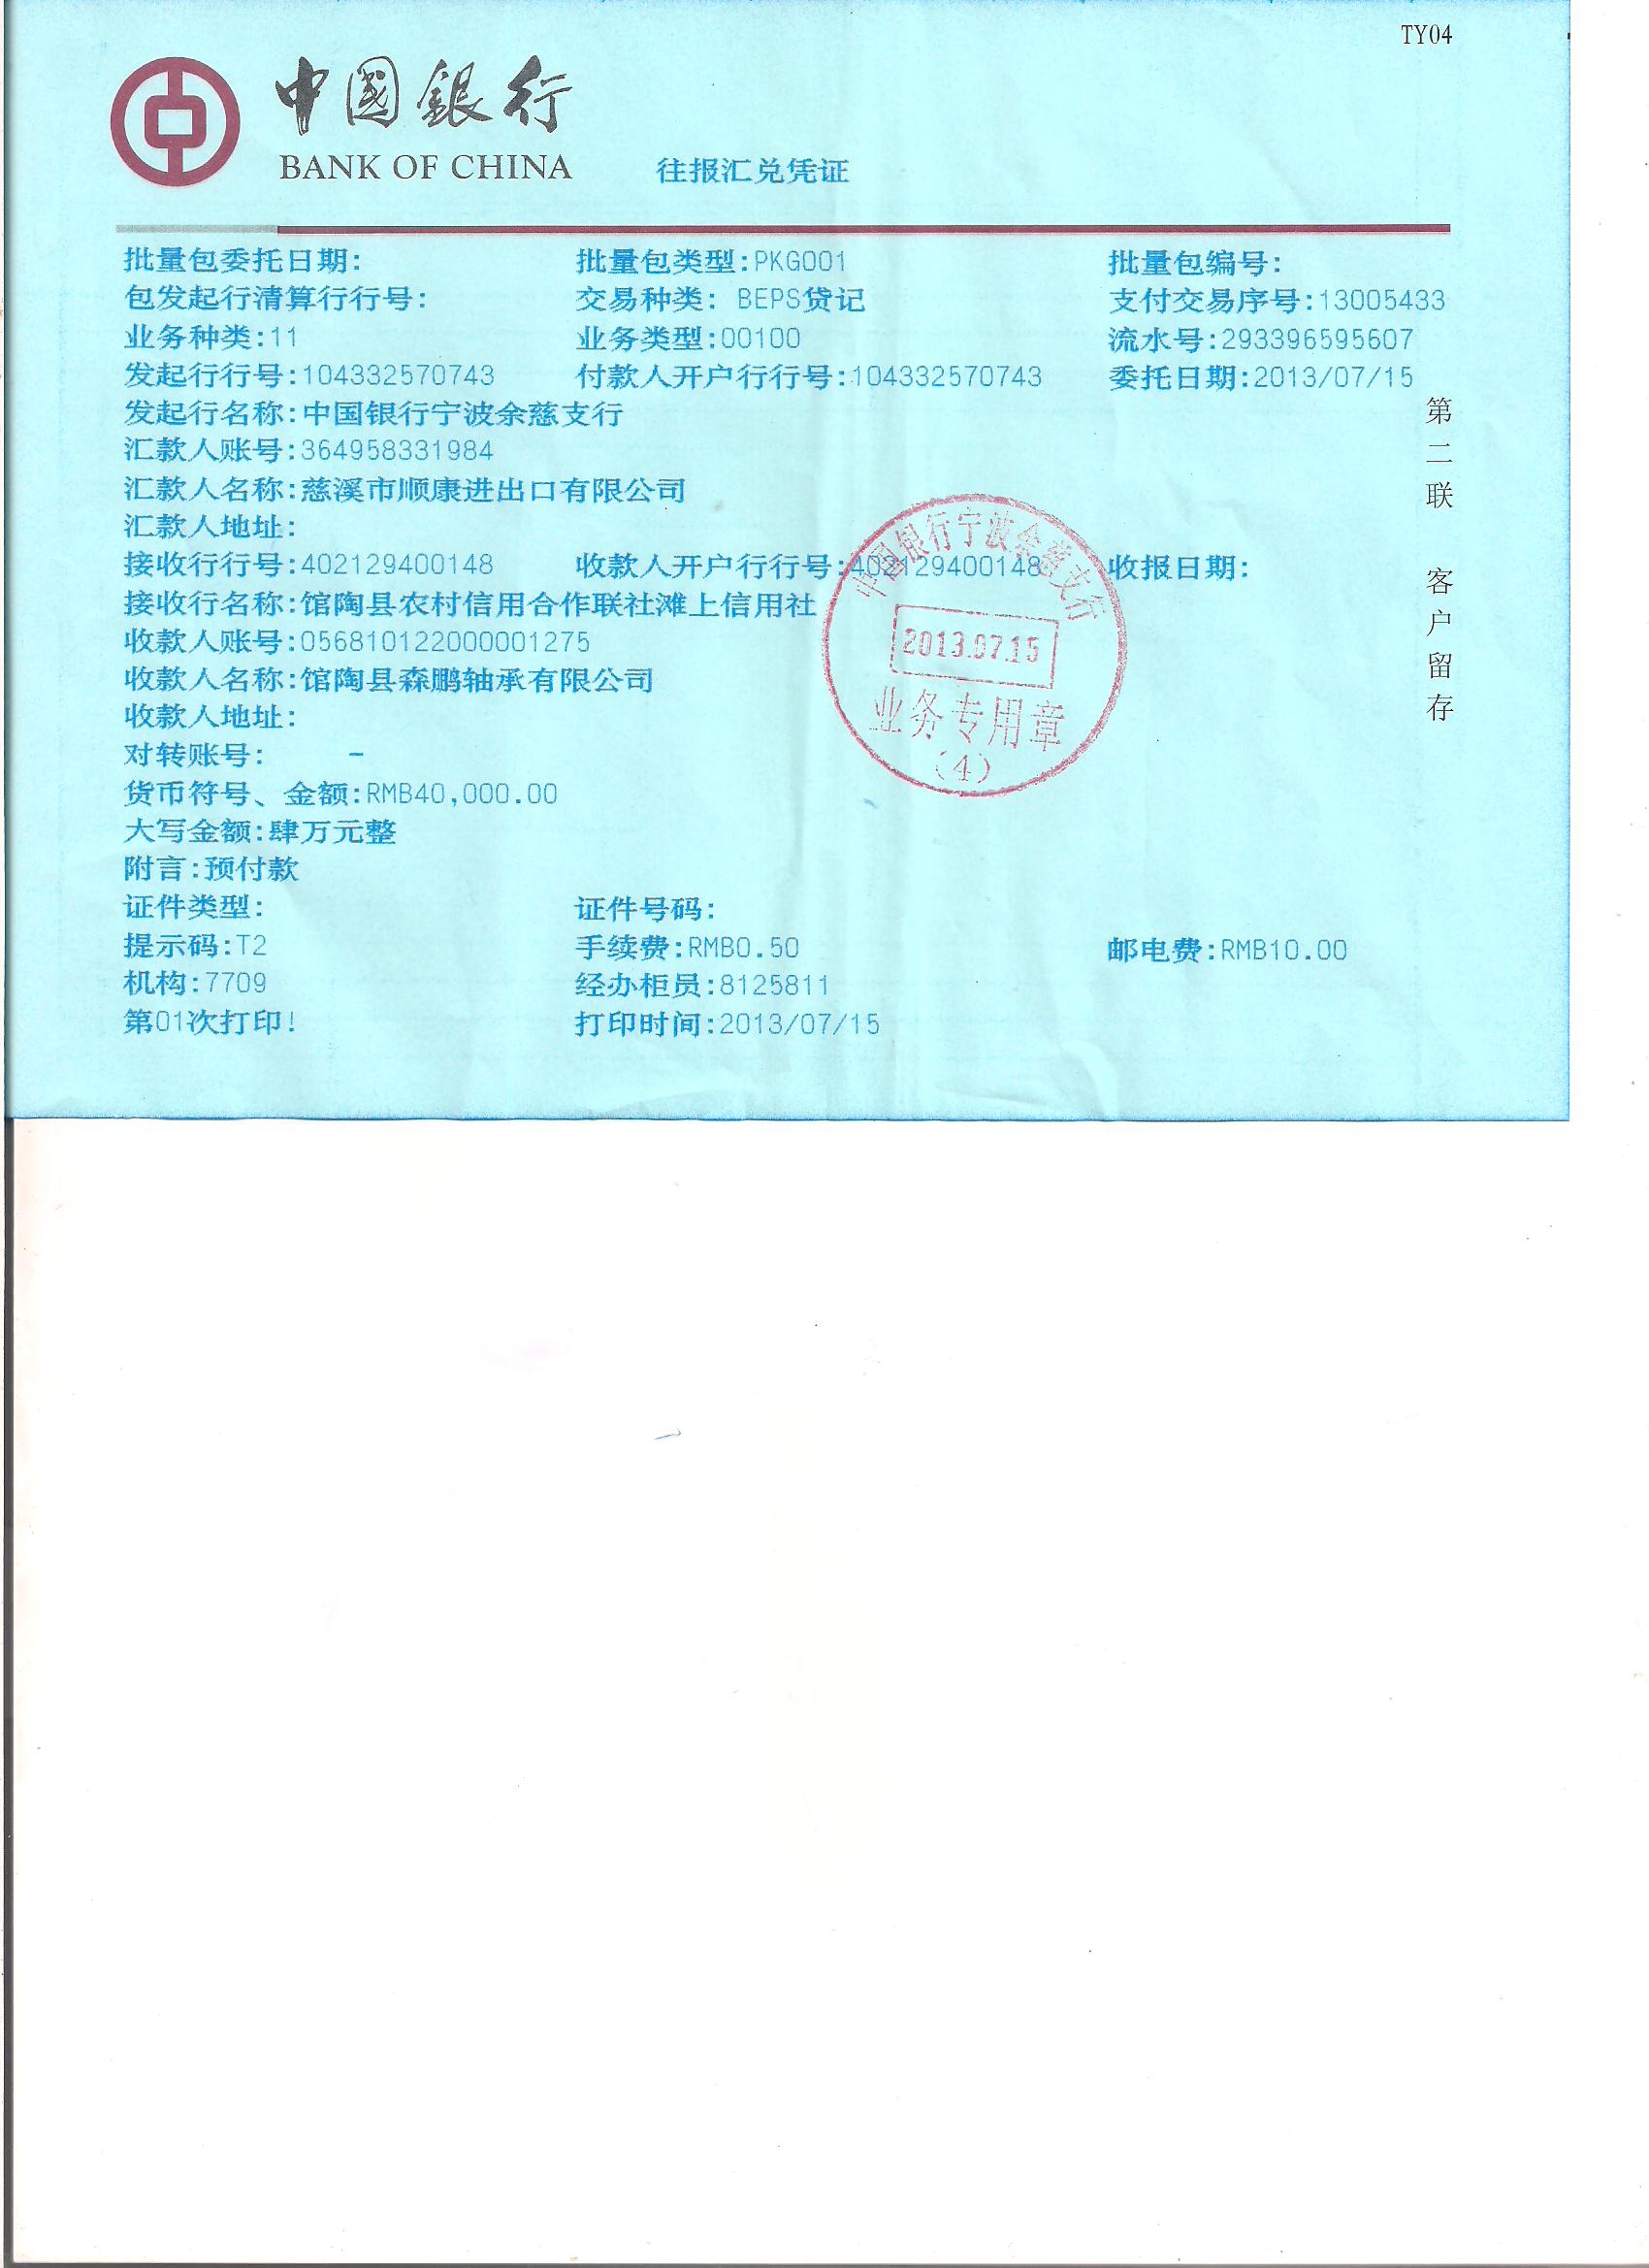 TY04
中國銀行
BANK OF CHINA 往报汇兑凭证
批量包委托日期: 批量包类型:PKG001 批量包编号:
包发起行清算行行号: 交易种类: BEPS贷记 支付交易序号:13005433
业务种类:11 业务类型:00100 流水号:293396595607
发起行行号:104332570743 付款人开户行行号:104332570743 委托日期:2013/07/15
发起行名称:中国银行宁波余慈支行
汇款人账号:364958331984
汇款人名称:慈溪市顺康进出口有限公司
汇款人地址:
接收行行号:402129400148 收款人开户行行号:402129400148 收报日期:
接收行名称:馆陶县农村信用合作联社滩上信用社
收款人账号:0568101220000001275
收款人名称:馆陶县森鹏轴承有限公司
收款人地址:
对转账号: -
货币符号、金额:RMB40,000.00
大写金额:肆万元整
附言:预付款
证件类型: 证件号码:
提示码:T2 手续费:RMB0.50 邮电费:RMB10.00
机构:7709 经办柜员:8125811
第01次打印! 打印时间:2013/07/15
第二联 客户留存
中国银行宁波余慈支行
2013.07.15
业务专用章
(4)